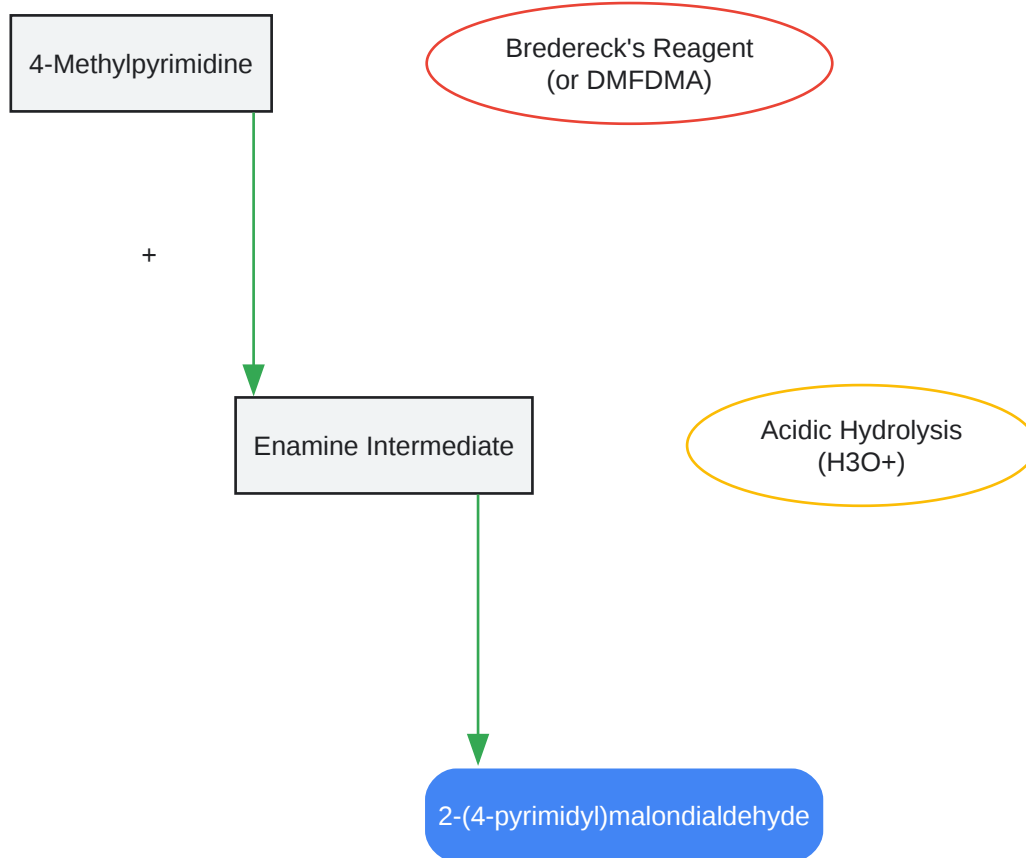 4-Methylpyrimidine
Bredereck's Reagent
(or DMFDMA)
+
Enamine Intermediate
Acidic Hydrolysis
(H3O+)
2-(4-pyrimidyl)malondialdehyde